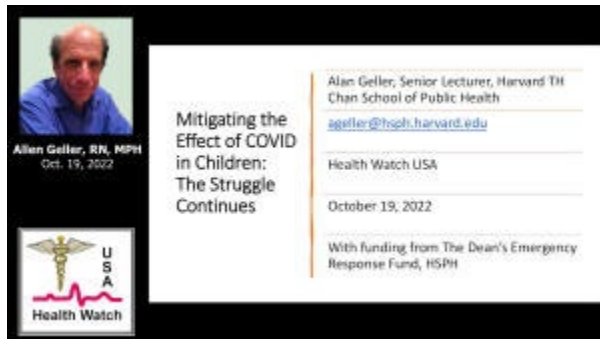 Allen Geller, RN, MPH
Oct. 19, 2022
USA
Health Watch
Mitigating the
Effect of COVID
in Children:
The Struggle
Continues
Alan Geller, Senior Lecturer, Harvard TH
Chan School of Public Health
ageller@hsph.harvard.edu
Health Watch USA
October 19, 2022
With funding from The Dean's Emergency
Response Fund, HSPH